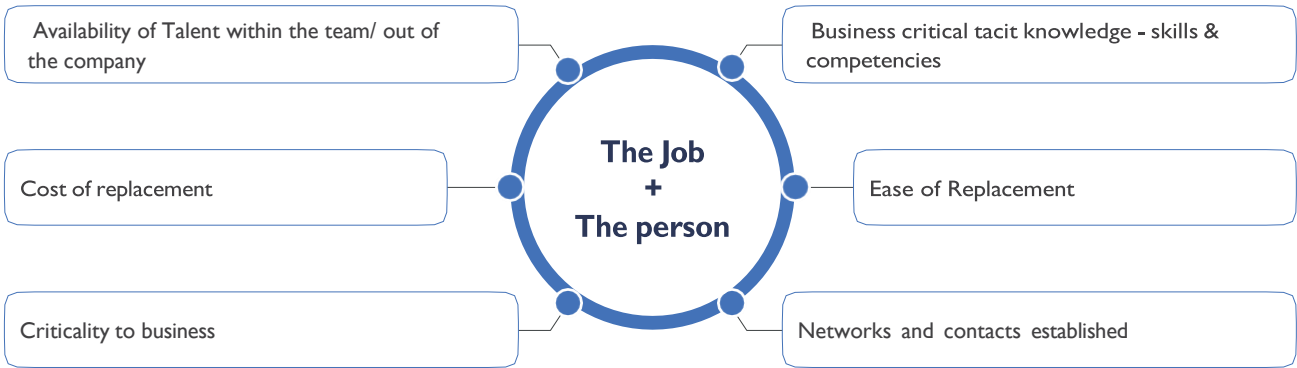 Availability of Talent within the team/ out of
the company
Cost of replacement
Criticality to business
The Job
+
The person
Business critical tacit knowledge - skills &
competencies
Ease of Replacement
Networks and contacts established